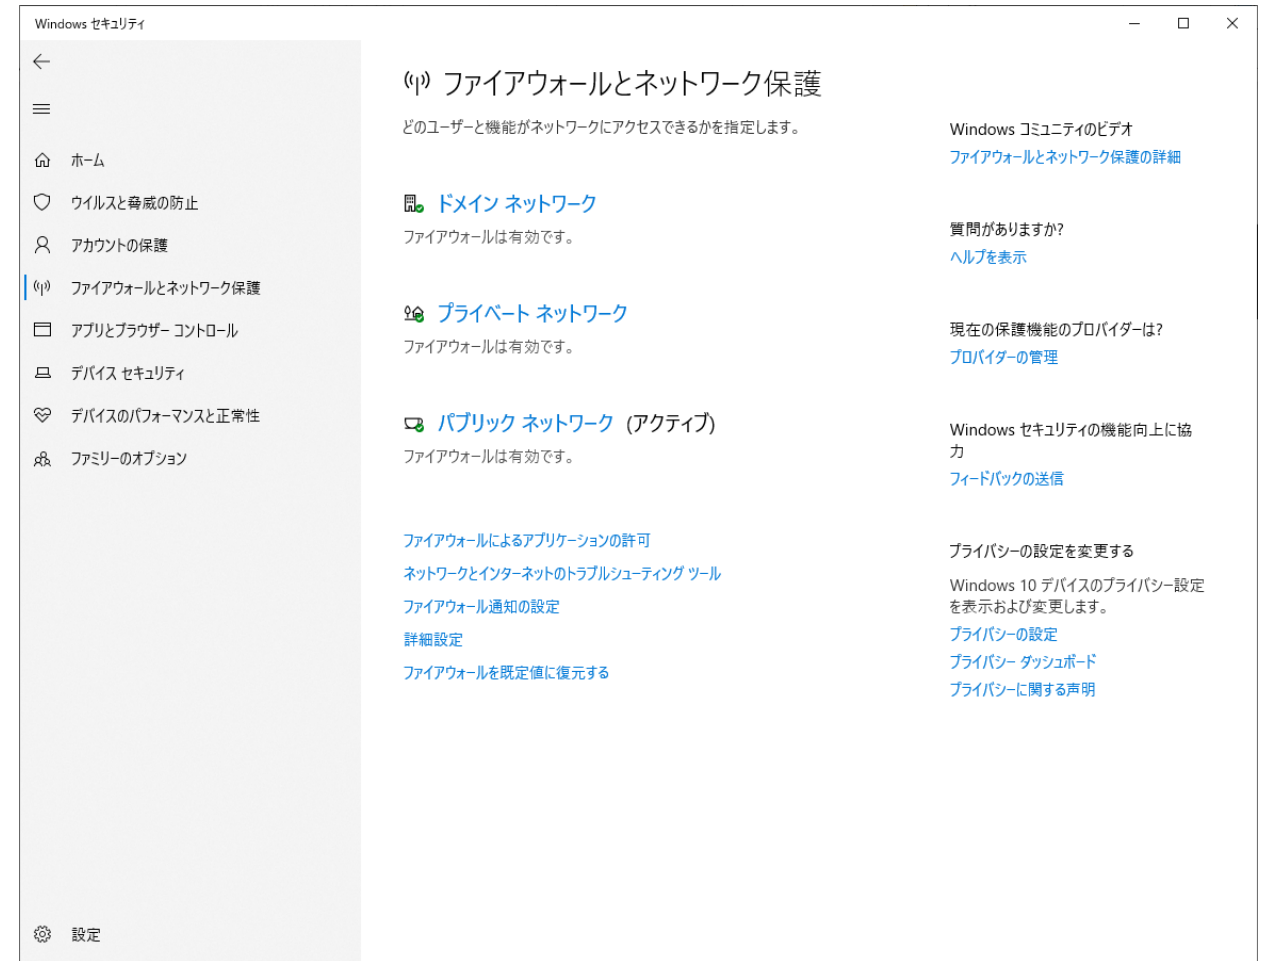 Windows セキュリティ
ホーム
ウイルスと脅威の防止
アカウントの保護
ファイアウォールとネットワーク保護
アプリとブラウザー コントロール
デバイス セキュリティ
デバイスのパフォーマンスと正常性
ファミリーのオプション
設定
ファイアウォールとネットワーク保護
どのユーザーと機能がネットワークにアクセスできるかを指定します。
ドメイン ネットワーク
ファイアウォールは有効です。
プライベート ネットワーク
ファイアウォールは有効です。
パブリック ネットワーク (アクティブ)
ファイアウォールは有効です。
ファイアウォールによるアプリケーションの許可
ネットワークとインターネットのトラブルシューティング ツール
ファイアウォール通知の設定
詳細設定
ファイアウォールを既定値に復元する
Windows コミュニティのビデオ
ファイアウォールとネットワーク保護の詳細
質問がありますか?
ヘルプを表示
現在の保護機能のプロバイダーは?
プロバイダーの管理
Windows セキュリティの機能向上に協
力
フィードバックの送信
プライバシーの設定を変更する
Windows 10 デバイスのプライバシー設定
を表示および変更します。
プライバシーの設定
プライバシー ダッシュボード
プライバシーに関する声明